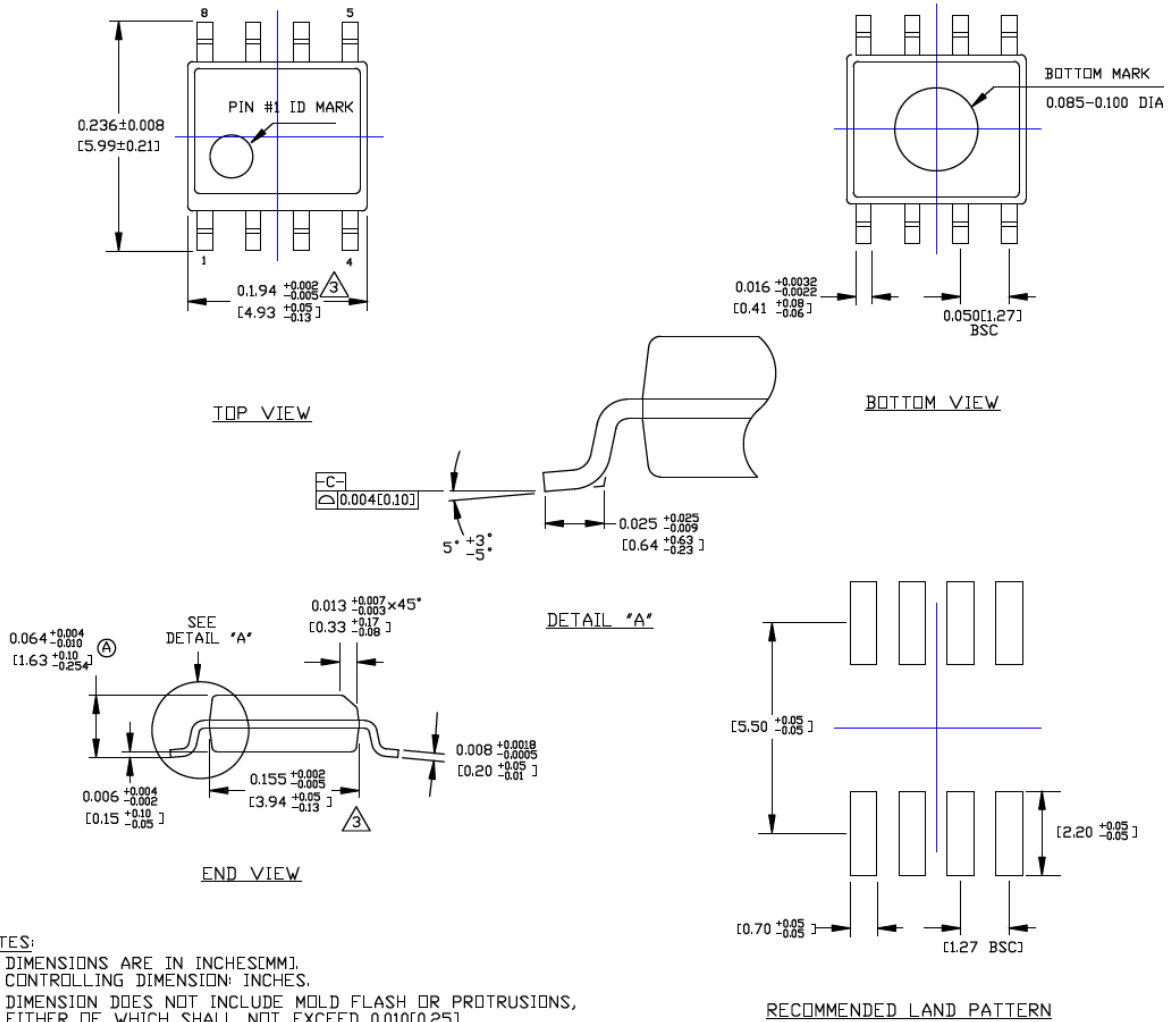 8 5
PIN #1 ID MARK
0.236±0.008
[5.99±0.21]
1 4
0.1.94 +0.002 -0.005 3
[4.93 +0.05 -0.13 ]
TOP VIEW
BOTTOM MARK
0.085-0.100 DIA
0.016 +0.0032 -0.0022
[0.41 +0.08 -0.06 ]
0.050[1.27]
BSC
BOTTOM VIEW
-C-
⌓ 0.004[0.10]
5° +3° -5°
0.025 +0.025 -0.009
[0.64 +0.63 -0.23 ]
DETAIL "A"
0.064 +0.004 -0.010
[1.63 +0.10 -0.254 ] A
SEE
DETAIL "A"
0.013 +0.007 -0.003 ×45°
[0.33 +0.17 -0.08 ]
0.008 +0.0018 -0.0005
[0.20 +0.05 -0.01 ]
0.006 +0.004 -0.002
[0.15 +0.10 -0.05 ]
0.155 +0.002 -0.005
[3.94 +0.05 -0.13 ]
3
END VIEW
[5.50 +0.05 -0.05 ]
[2.20 +0.05 -0.05 ]
[0.70 +0.05 -0.05 ]
[1.27 BSC]
RECOMMENDED LAND PATTERN
TES:
DIMENSIONS ARE IN INCHES[MM].
CONTROLLING DIMENSION: INCHES.
DIMENSION DOES NOT INCLUDE MOLD FLASH OR PROTRUSIONS,
EITHER OF WHICH SHALL NOT EXCEED 0.010[0.25]